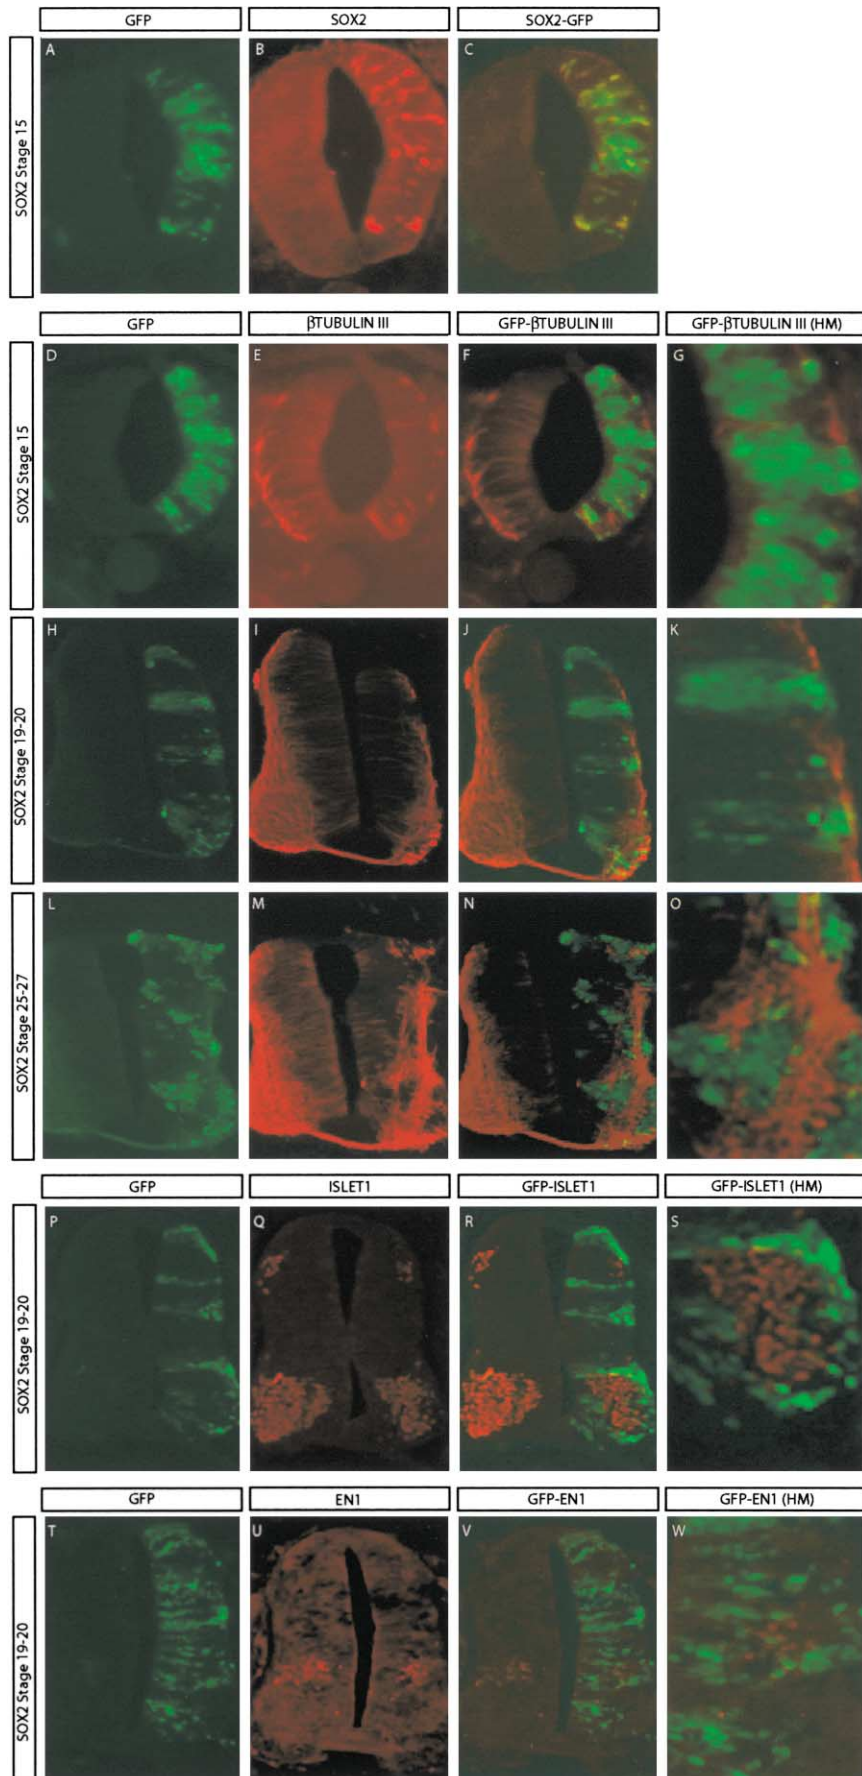 GFP SOX2 SOX2-GFP
SOX2 Stage 15
A B C
GFP βTUBULIN III GFP-βTUBULIN III GFP-βTUBULIN III (HM)
SOX2 Stage 15
D E F G
SOX2 Stage 19-20
H I J K
SOX2 Stage 25-27
L M N O
GFP ISLET1 GFP-ISLET1 GFP-ISLET1 (HM)
SOX2 Stage 19-20
P Q R S
GFP EN1 GFP-EN1 GFP-EN1 (HM)
SOX2 Stage 19-20
T U V W